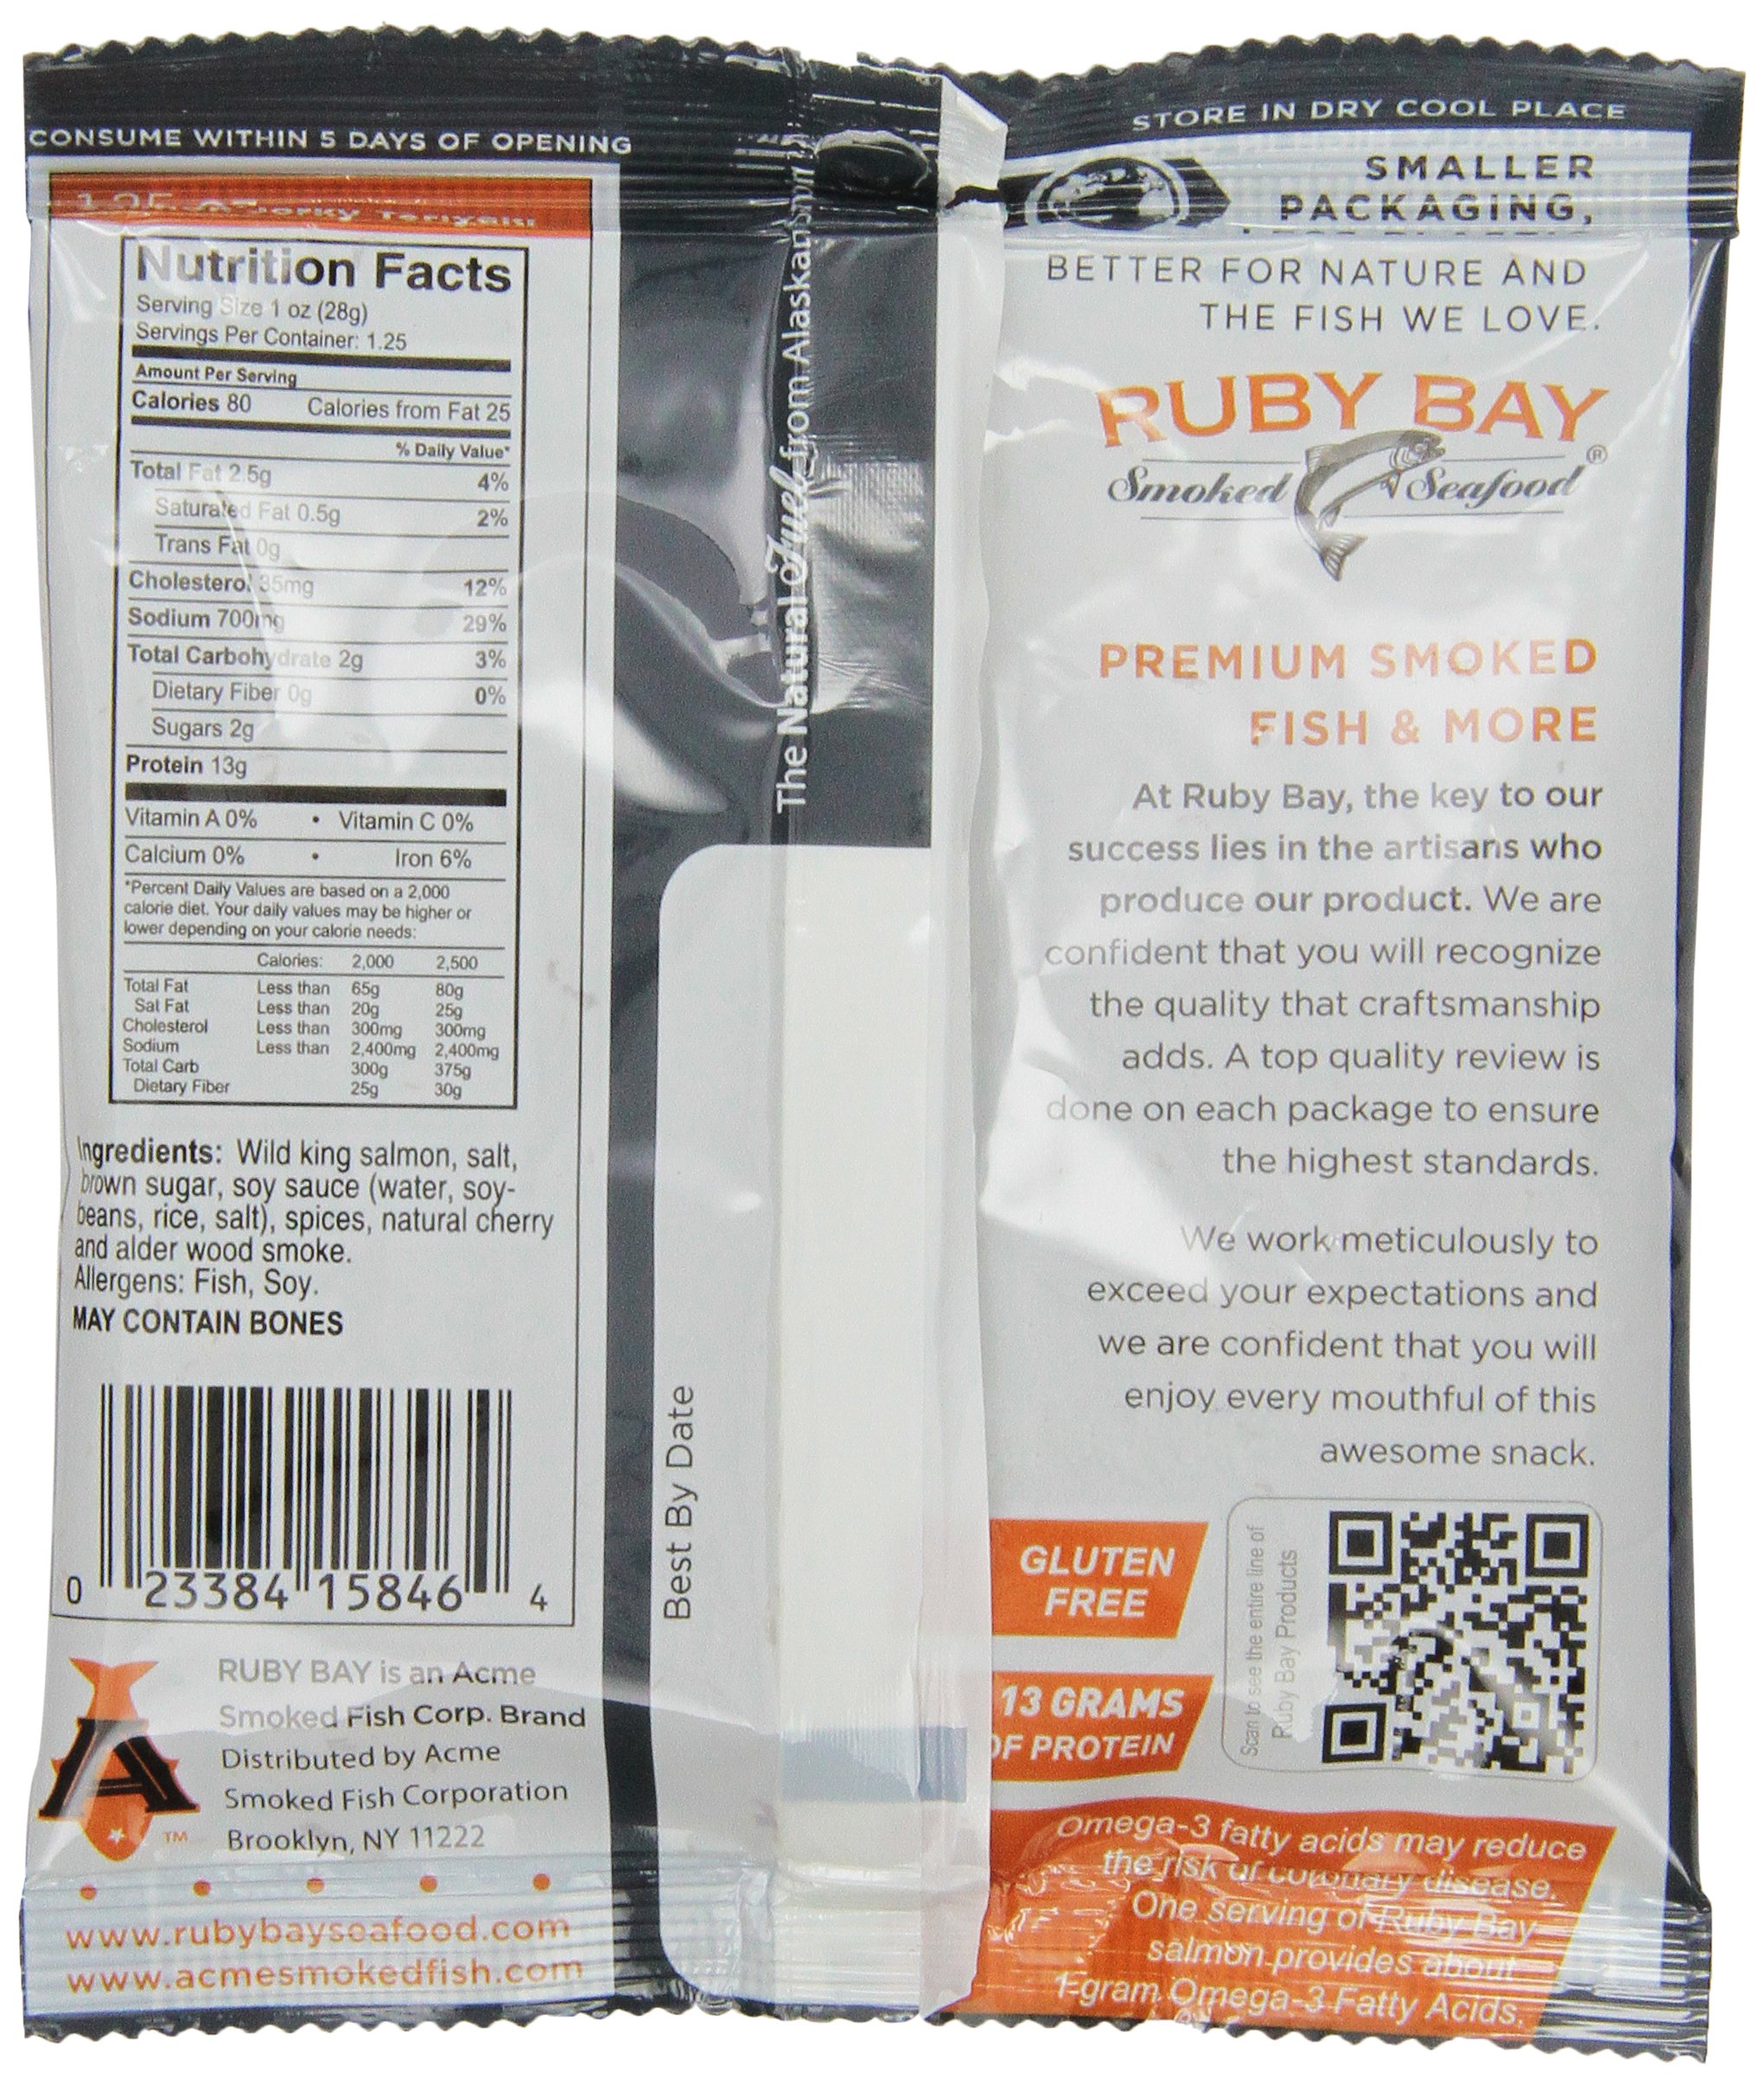 CONSUME WITHIN 5 DAYS OF OPENING
1.25 Jerky Teriyaki
Nutrition Facts
Serving Size 1 oz (28g)
Servings Per Container: 1.25
Amount Per Serving
Calories 80 Calories from Fat 25
% Daily Value*
Total Fat 2.5g 4%
Saturated Fat 0.5g 2%
Trans Fat 0g
Cholesterol 35mg 12%
Sodium 700mg 29%
Total Carbohydrate 2g 3%
Dietary Fiber 0g 0%
Sugars 2g
Protein 13g
Vitamin A 0% • Vitamin C 0%
Calcium 0% • Iron 6%
*Percent Daily Values are based on a 2,000
calorie diet. Your daily values may be higher or
lower depending on your calorie needs:
Calories: 2,000 2,500
Total Fat Less than 65g 80g
Sat Fat Less than 20g 25g
Cholesterol Less than 300mg 300mg
Sodium Less than 2,400mg 2,400mg
Total Carb 300g 375g
Dietary Fiber 25g 30g
Ingredients: Wild king salmon, salt,
brown sugar, soy sauce (water, soy-
beans, rice, salt), spices, natural cherry
and alder wood smoke.
Allergens: Fish, Soy.
MAY CONTAIN BONES
0 23384 15846 4
RUBY BAY is an Acme
Smoked Fish Corp. Brand
Distributed by Acme
Smoked Fish Corporation
Brooklyn, NY 11222
A TM
www.rubybayseafood.com
www.acmesmokedfish.com
The Natural Fuel from Alaskan
Best By Date
STORE IN DRY COOL PLACE
SMALLER
PACKAGING,
BETTER FOR NATURE AND
THE FISH WE LOVE.
RUBY BAY
Smoked Seafood ®
PREMIUM SMOKED
FISH & MORE
At Ruby Bay, the key to our
success lies in the artisans who
produce our product. We are
confident that you will recognize
the quality that craftsmanship
adds. A top quality review is
done on each package to ensure
the highest standards.
We work meticulously to
exceed your expectations and
we are confident that you will
enjoy every mouthful of this
awesome snack.
GLUTEN
FREE
13 GRAMS
OF PROTEIN
Scan to see the entire line of
Ruby Bay Products
Omega-3 fatty acids may reduce
the risk of coronary disease.
One serving of Ruby Bay
salmon provides about
1 gram Omega-3 Fatty Acids.